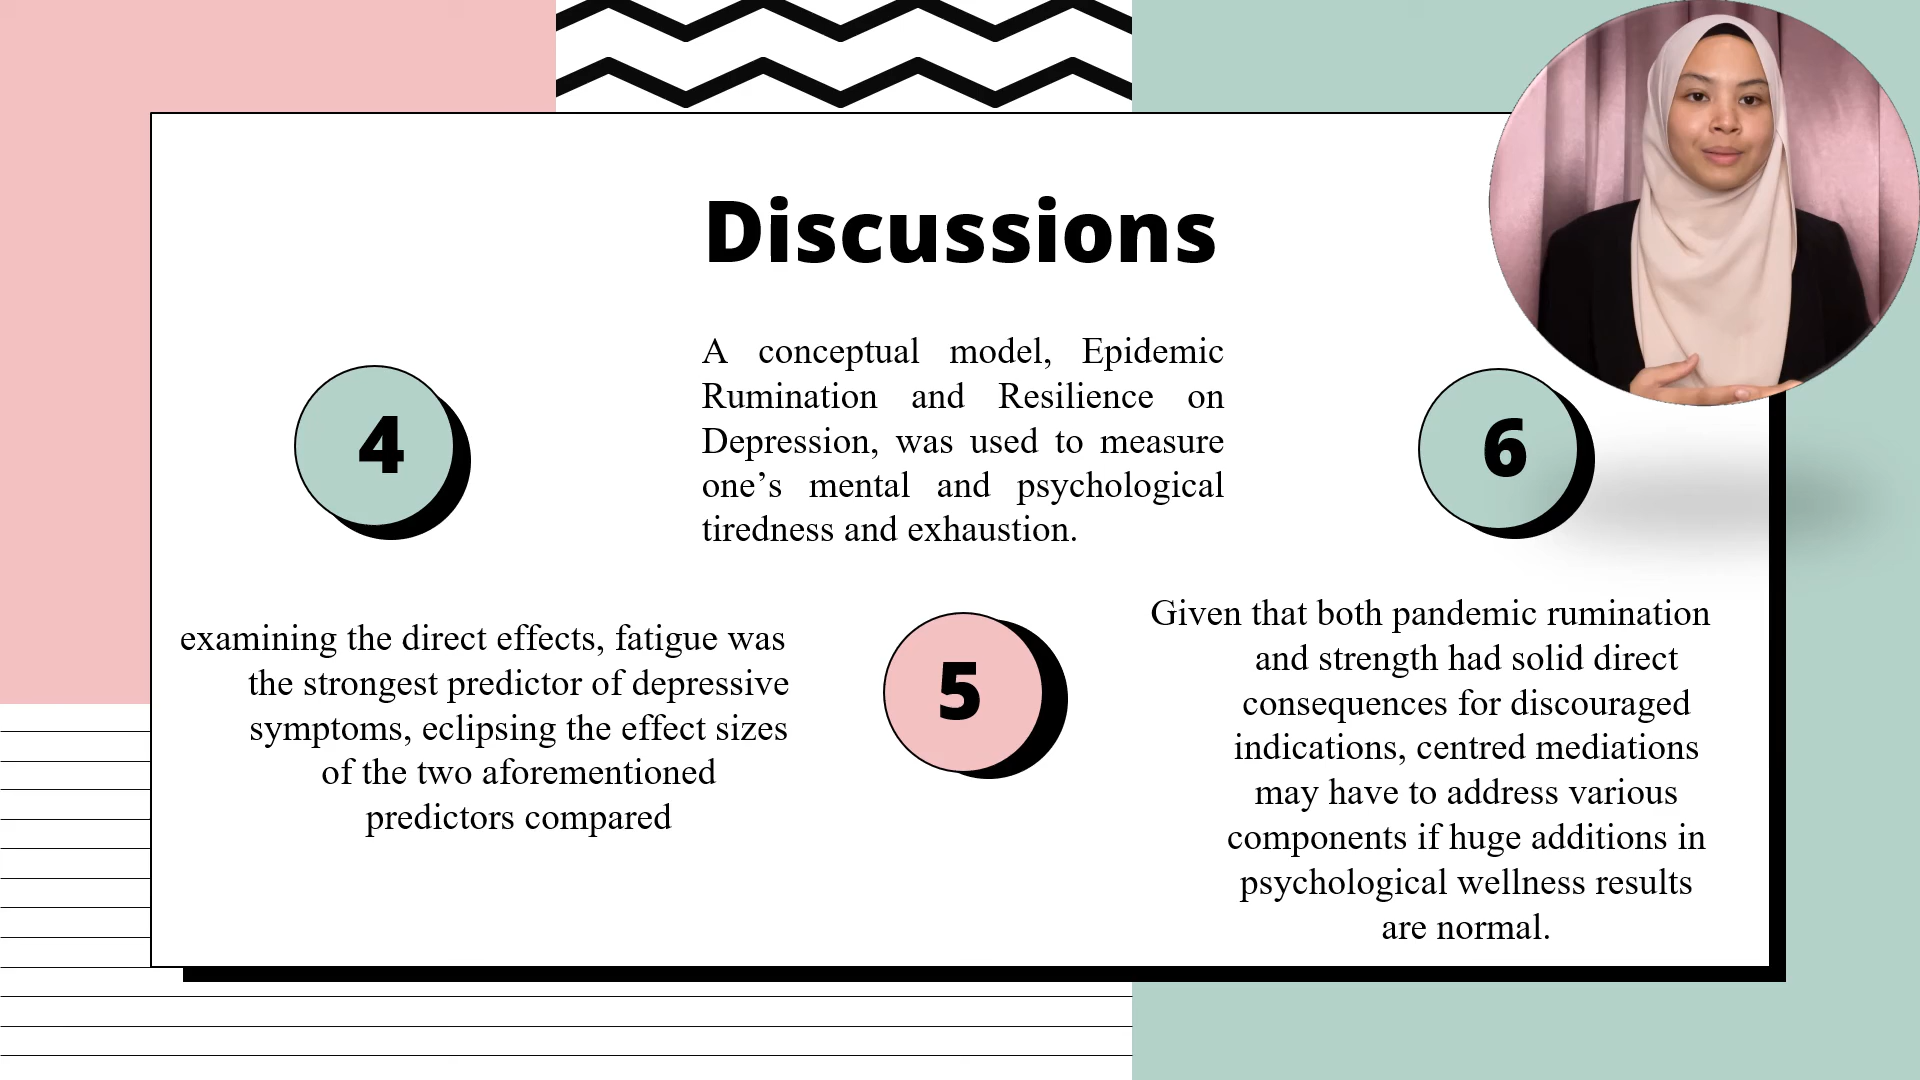 Discussions
4
examining the direct effects, fatigue was
the strongest predictor of depressive
symptoms, eclipsing the effect sizes
of the two aforementioned
predictors compared
A conceptual model, Epidemic
Rumination and Resilience on
Depression, was used to measure
one’s mental and psychological
tiredness and exhaustion.
5
6
Given that both pandemic rumination
and strength had solid direct
consequences for discouraged
indications, centred mediations
may have to address various
components if huge additions in
psychological wellness results
are normal.